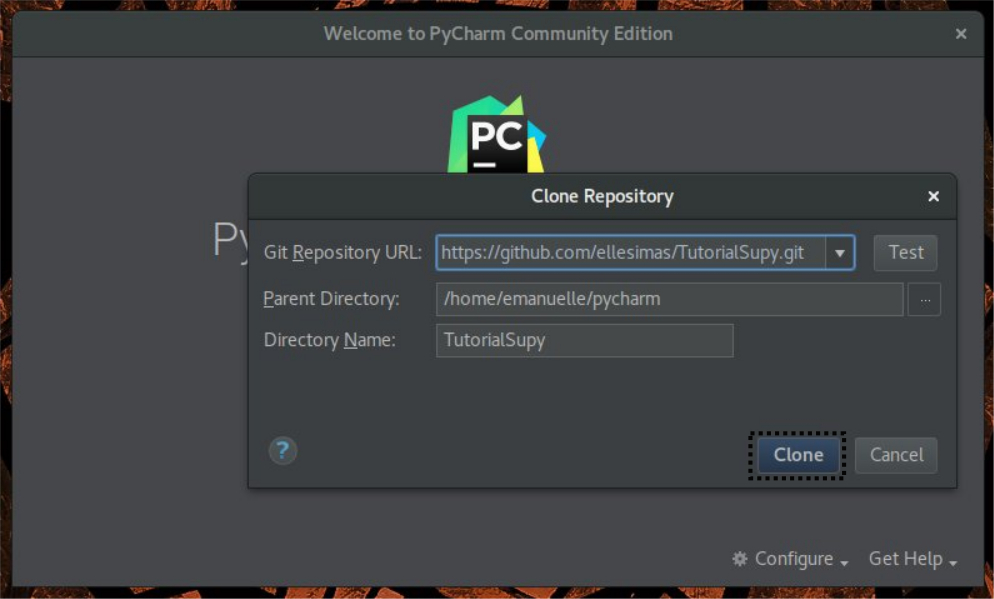 Welcome to PyCharm Community Edition ×
PC
Clone Repository ×
Py
Git Repository URL: https://github.com/ellesimas/TutorialSupy.git ▼ Test
Parent Directory: /home/emanuelle/pycharm ...
Directory Name: TutorialSupy
? Clone Cancel
Configure Get Help